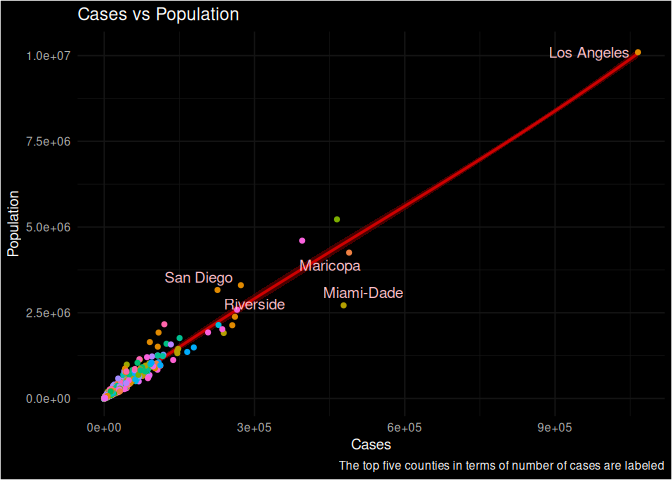 Cases vs Population
1.0e+07
Los Angeles
7.5e+06
Population
5.0e+06
Maricopa
San Diego
Miami-Dade
2.5e+06
Riverside
0.0e+00
0e+00 3e+05 6e+05 9e+05
Cases
The top five counties in terms of number of cases are labeled